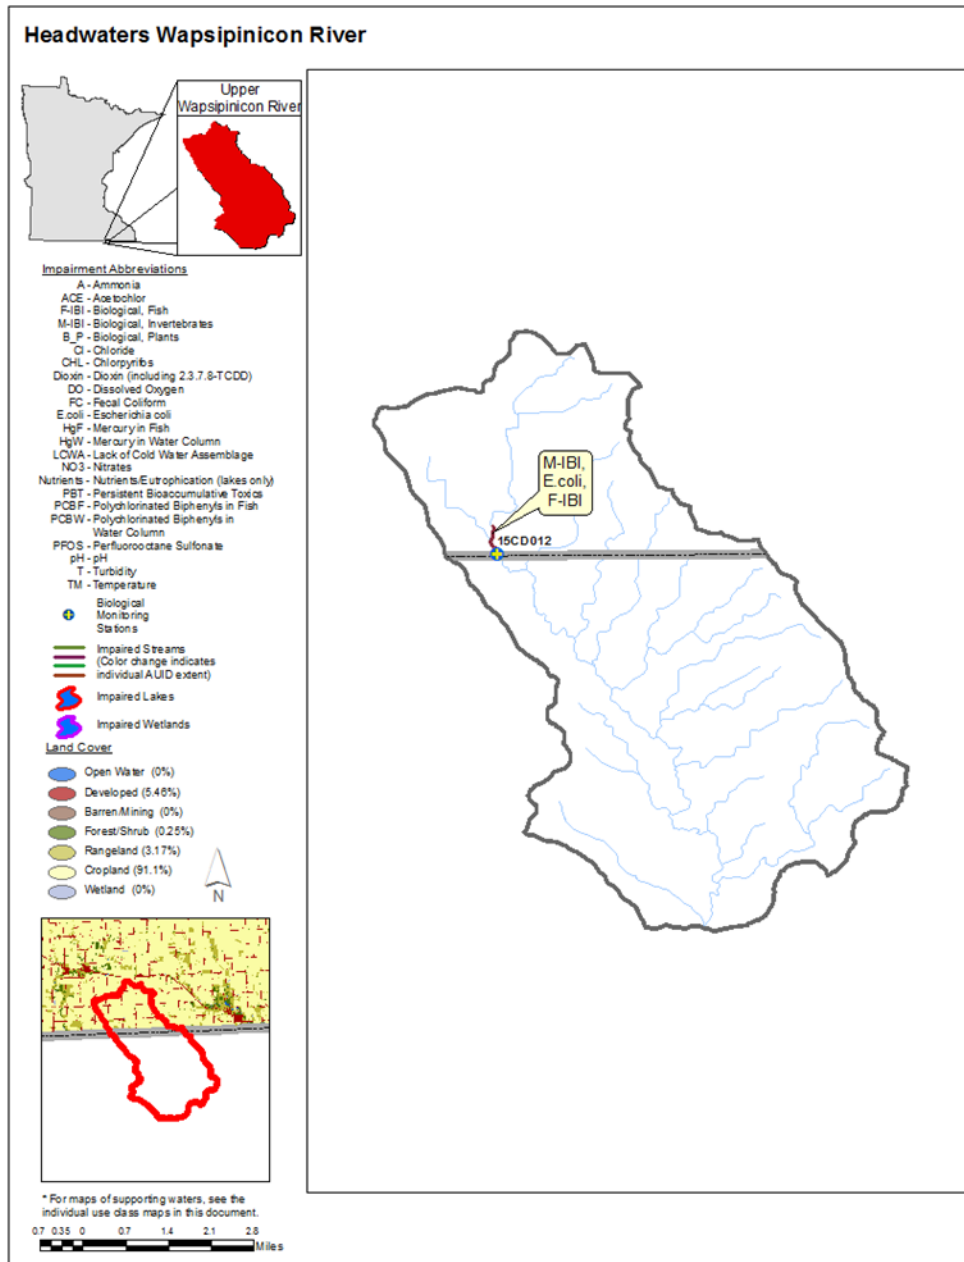 Headwaters Wapsipinicon River
Upper
Wapsipinicon River
Impairment Abbreviations
A - Ammonia
ACE - Acetochlor
F-IBI - Biological, Fish
M-IBI - Biological, Invertebrates
B_P - Biological, Plants
Cl - Chloride
CHL - Chlorpyrifos
Dioxin - Dioxin (including 2.3.7.8-TCDD)
DO - Dissolved Oxygen
FC - Fecal Coliform
E.coli - Escherichia coli
HgF - Mercury in Fish
HgW - Mercury in Water Column
LCWA - Lack of Cold Water Assemblage
NO3 - Nitrates
Nutrients - Nutrients/Eutrophication (lakes only)
PBT - Persistent Bioaccumulative Toxics
PCBF - Polychlorinated Biphenyls in Fish
PCBW - Polychlorinated Biphenyls in
Water Column
PFOS - Perfluorooctane Sulfonate
pH - pH
T - Turbidity
TM - Temperature
Biological
Monitoring
Stations
Impaired Streams
(Color change indicates
individual AUID extent)
Impaired Lakes
Impaired Wetlands
Land Cover
Open Water (0%)
Developed (5.46%)
Barren/Mining (0%)
Forest/Shrub (0.25%)
Rangeland (3.17%)
Cropland (91.1%)
Wetland (0%)
N
M-IBI,
E.coli,
F-IBI
15CD012
* For maps of supporting waters, see the
individual use class maps in this document.
0.7 0.35 0 0.7 1.4 2.1 2.8
Miles